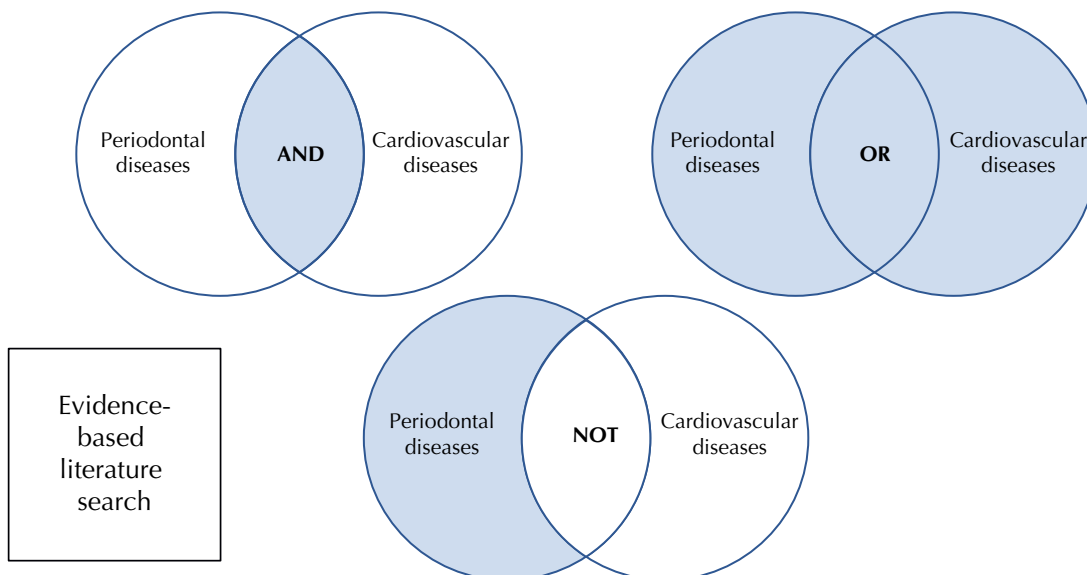 Periodontal
diseases
AND
Cardiovascular
diseases
Periodontal
diseases
OR
Cardiovascular
diseases
Evidence-
based
literature
search
Periodontal
diseases
NOT
Cardiovascular
diseases